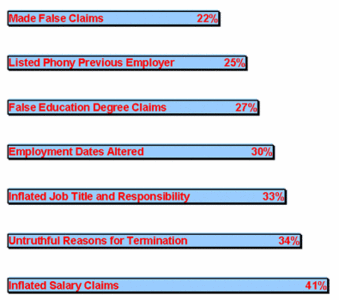 Made False Claims 22%
Listed Phony Previous Employer 25%
False Education Degree Claims 27%
Employment Dates Altered 30%
Inflated Job Title and Responsibility 33%
Untruthful Reasons for Termination 34%
Inflated Salary Claims 41%